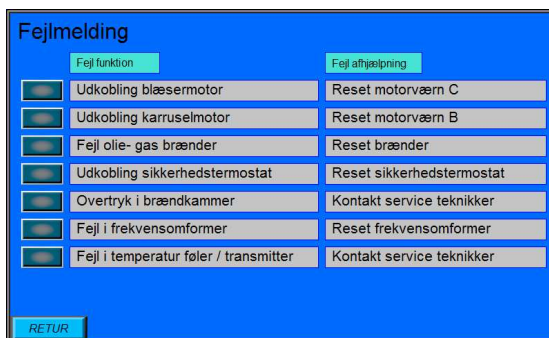 Fejlmelding
Fejl funktion Fejl afhjælpning
Udkobling blæsermotor Reset motorværn C
Udkobling karruselmotor Reset motorværn B
Fejl olie- gas brænder Reset brænder
Udkobling sikkerhedstermostat Reset sikkerhedstermostat
Overtryk i brændkammer Kontakt service teknikker
Fejl i frekvensomformer Reset frekvensomformer
Fejl i temperatur føler / transmitter Kontakt service teknikker
RETUR